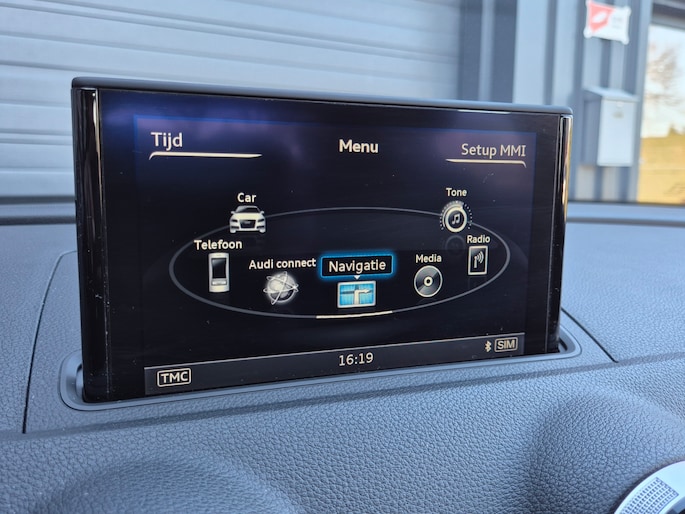 Tijd
Menu
Setup MMI
Car
Tone
Telefoon
Radio
Audi connect
Media
Navigatie
16:19
SIM
TMC